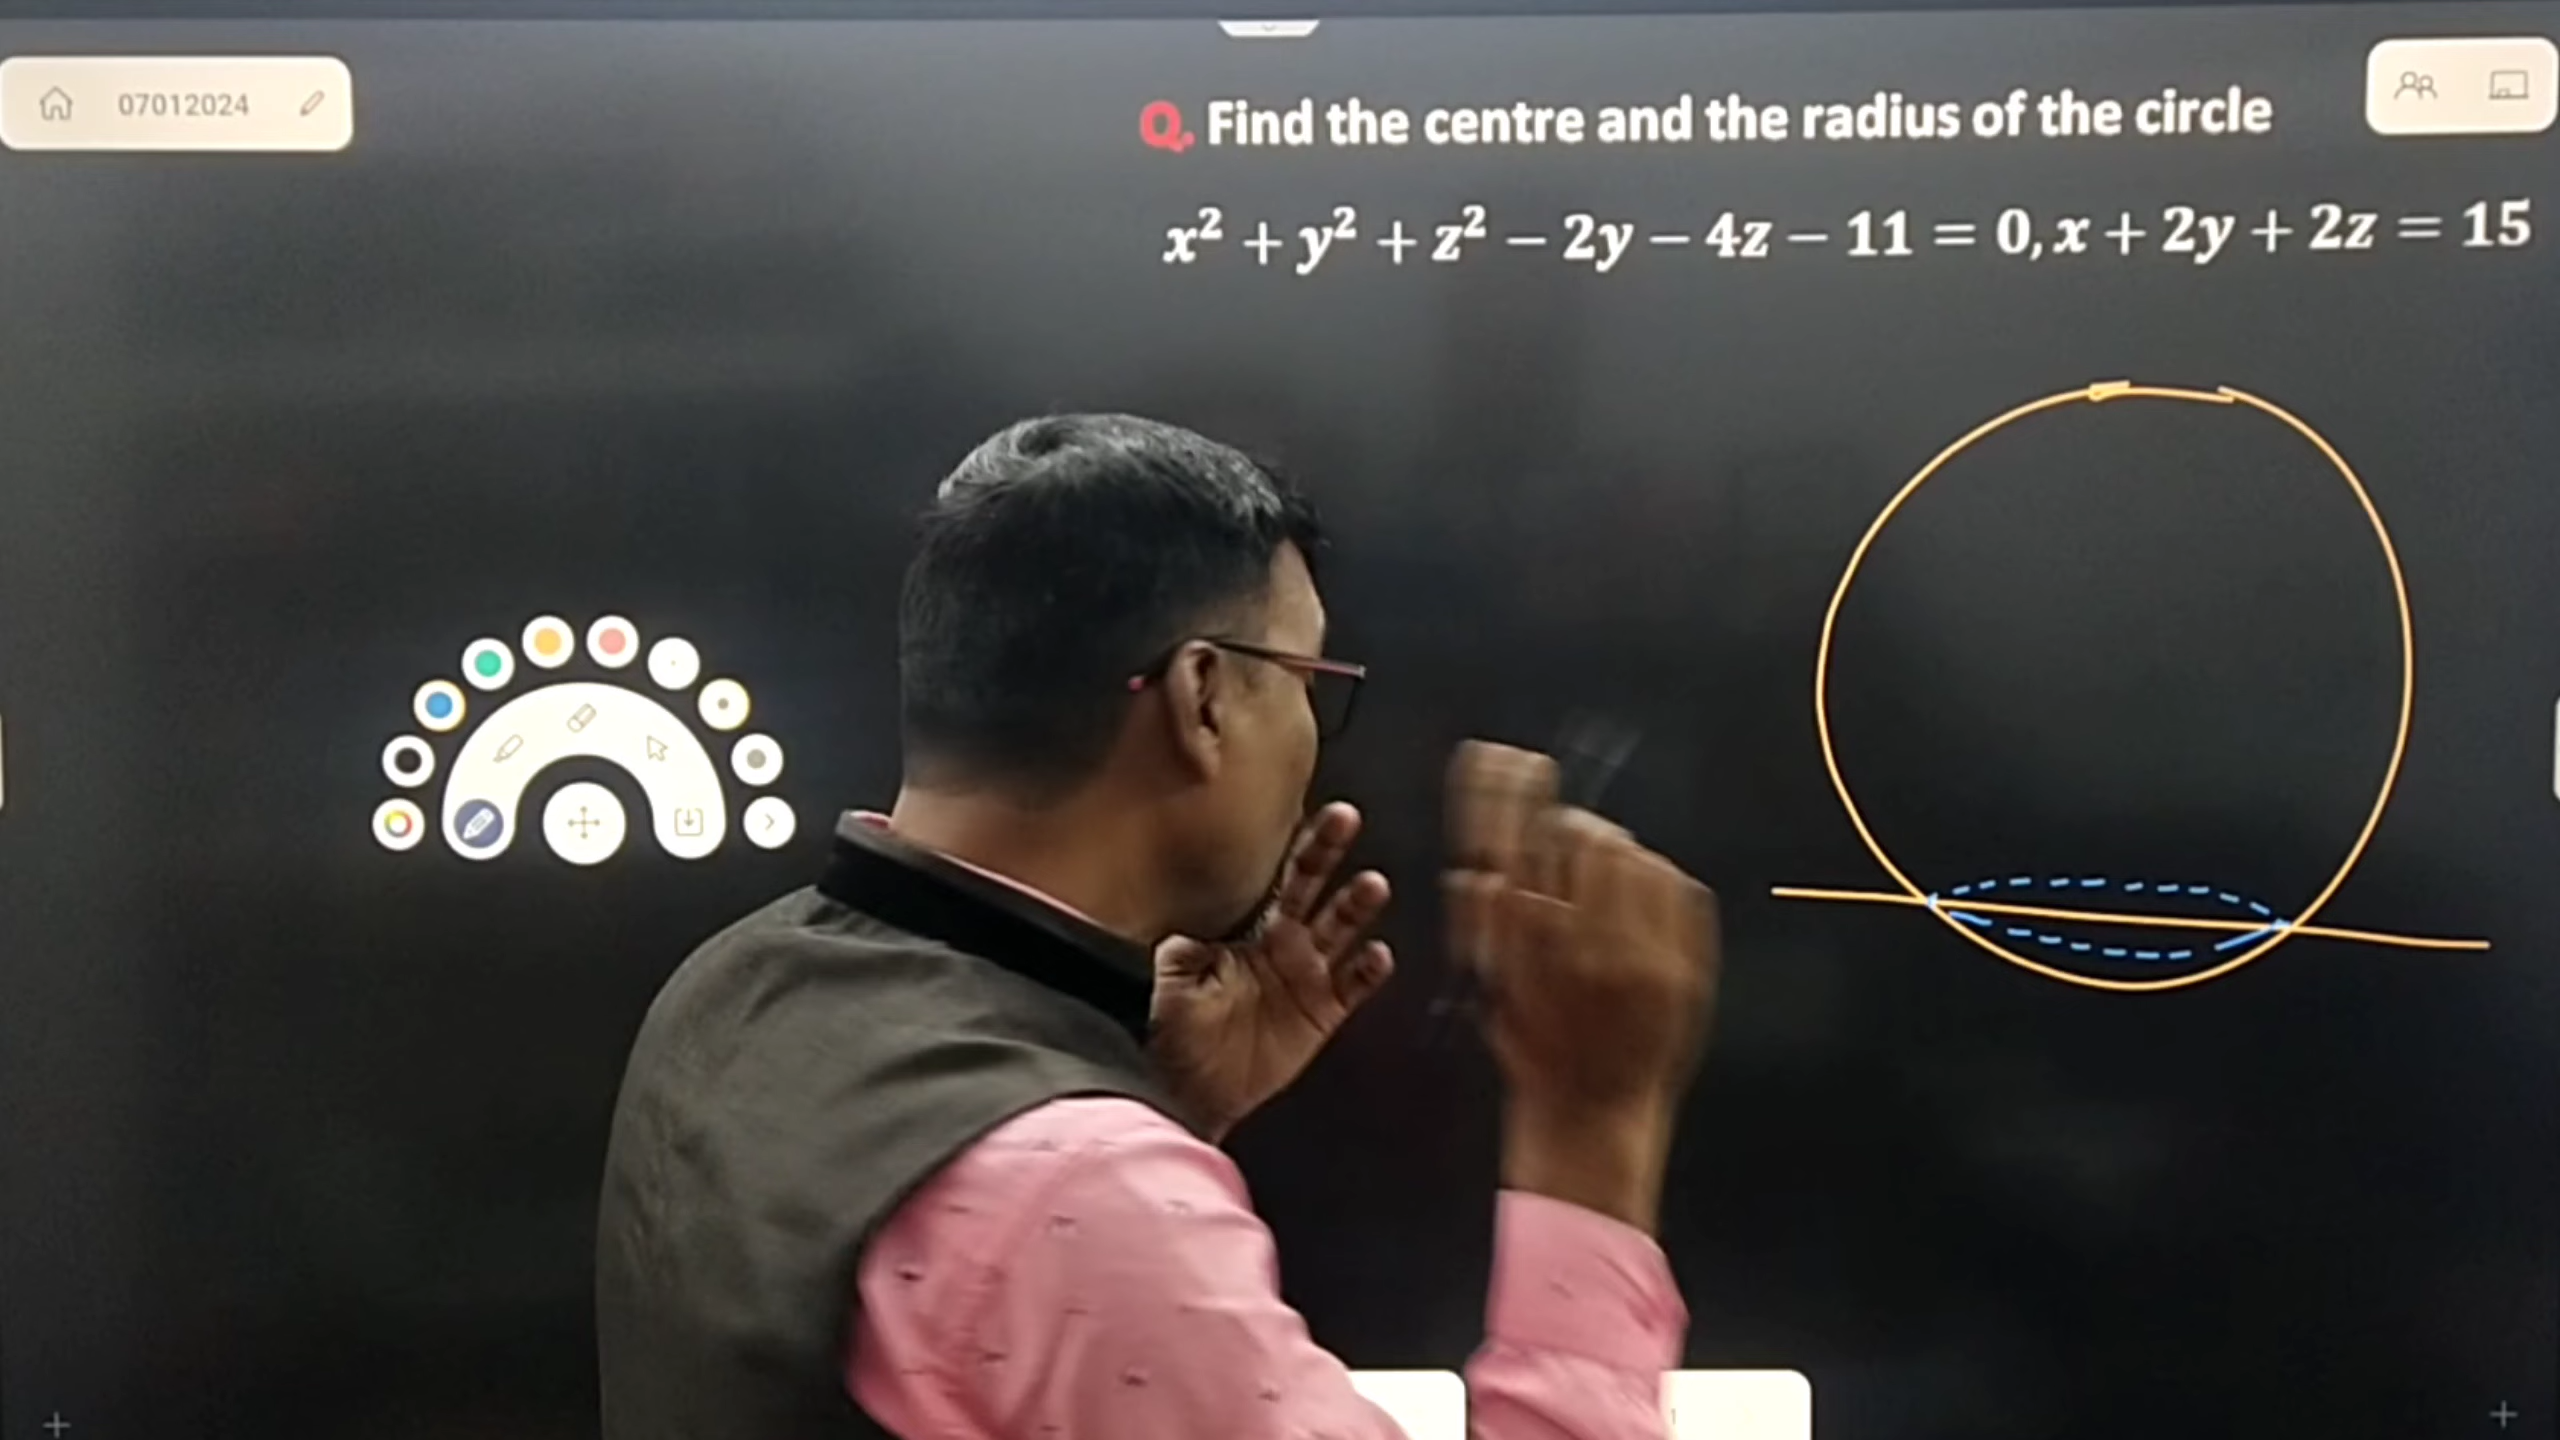 07012024
Q. Find the centre and the radius of the circle
x² + y² + z² − 2y − 4z − 11 = 0, x + 2y + 2z = 15